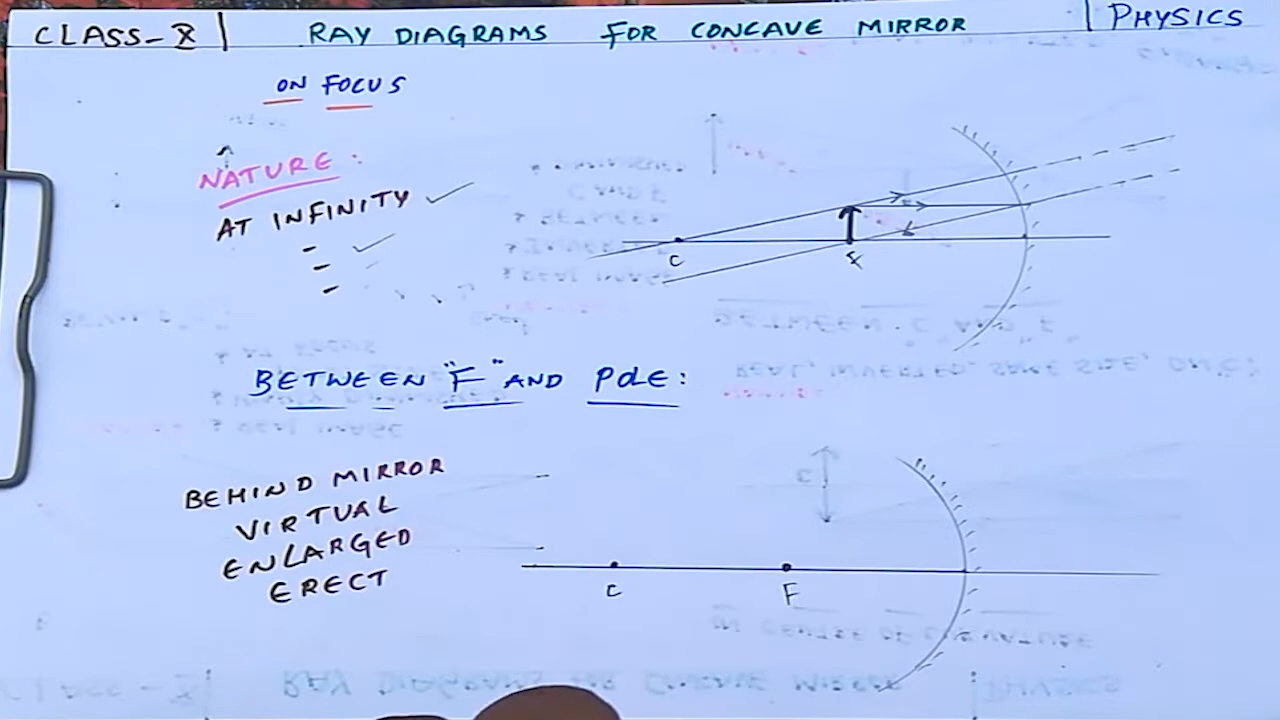 CLASS-X
RAY DIAGRAMS FOR CONCAVE MIRROR
PHYSICS
ON FOCUS
NATURE:
AT INFINITY
C
F
BETWEEN "F" AND POLE:
BEHIND MIRROR
VIRTUAL
ENLARGED
ERECT
C
F